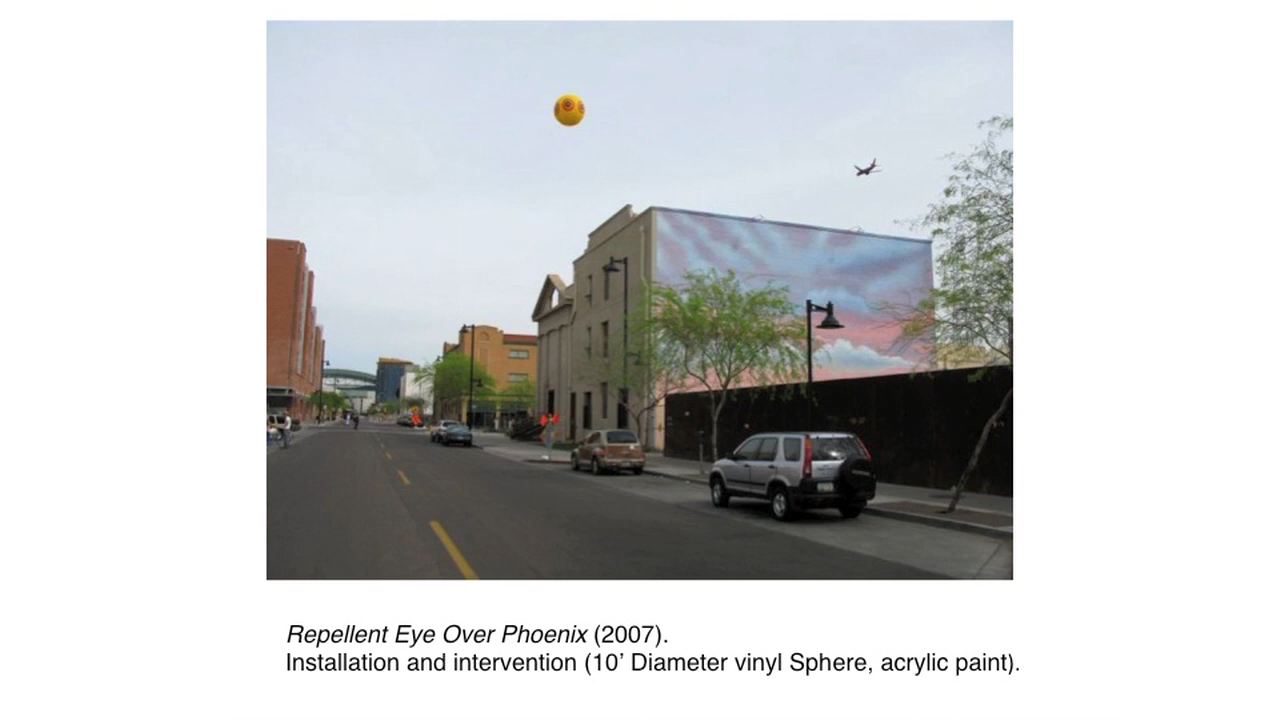 Repellent Eye Over Phoenix (2007).
Installation and intervention (10’ Diameter vinyl Sphere, acrylic paint).